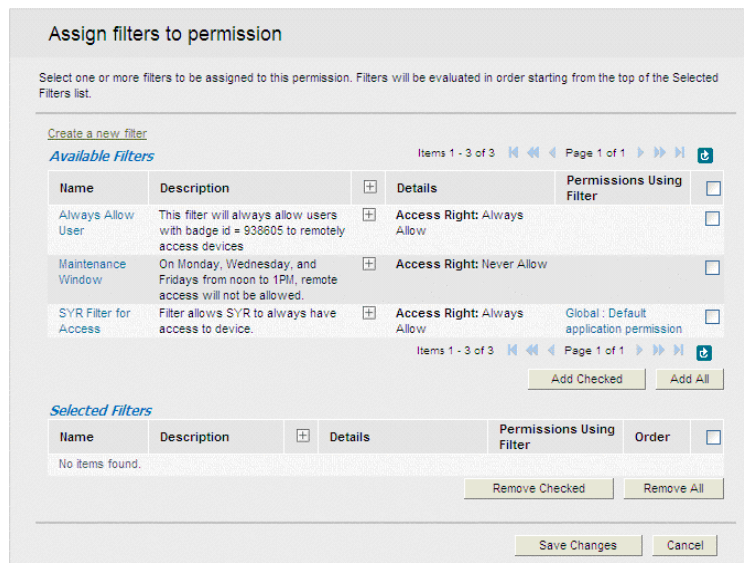 Assign filters to permission
Select one or more filters to be assigned to this permission. Filters will be evaluated in order starting from the top of the Selected
Filters list.
Create a new filter
Available Filters
Items 1 - 3 of 3 Page 1 of 1
Name Description Details Permissions Using
Filter
Always Allow This filter will always allow users Access Right: Always
User with badge id = 938605 to remotely Allow
access devices
Maintenance On Monday, Wednesday, and Access Right: Never Allow
Window Fridays from noon to 1PM, remote
access will not be allowed.
SYR Filter for Filter allows SYR to always have Access Right: Always Global : Default
Access access to device. Allow application permission
Items 1 - 3 of 3 Page 1 of 1
Add Checked Add All
Selected Filters
Name Description Details Permissions Using Order
Filter
No items found.
Remove Checked Remove All
Save Changes Cancel